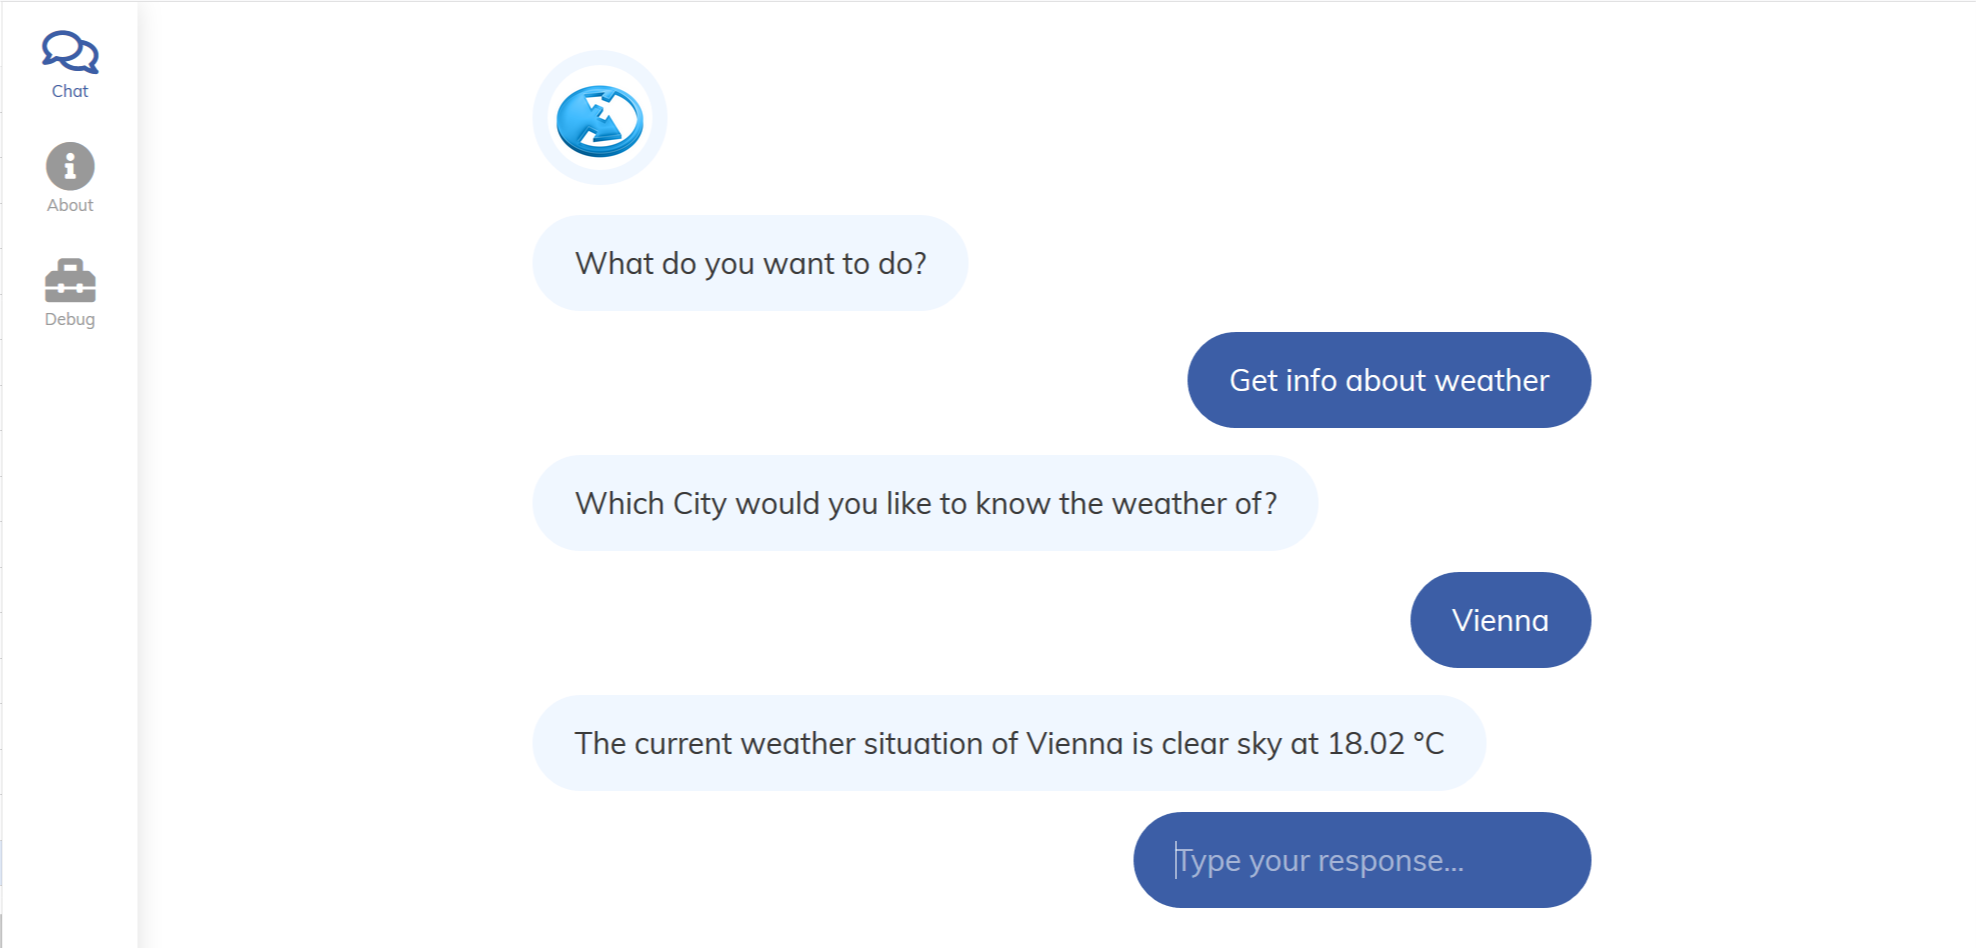 Chat
About
Debug
What do you want to do?
Get info about weather
Which City would you like to know the weather of?
Vienna
The current weather situation of Vienna is clear sky at 18.02 °C
Type your response...